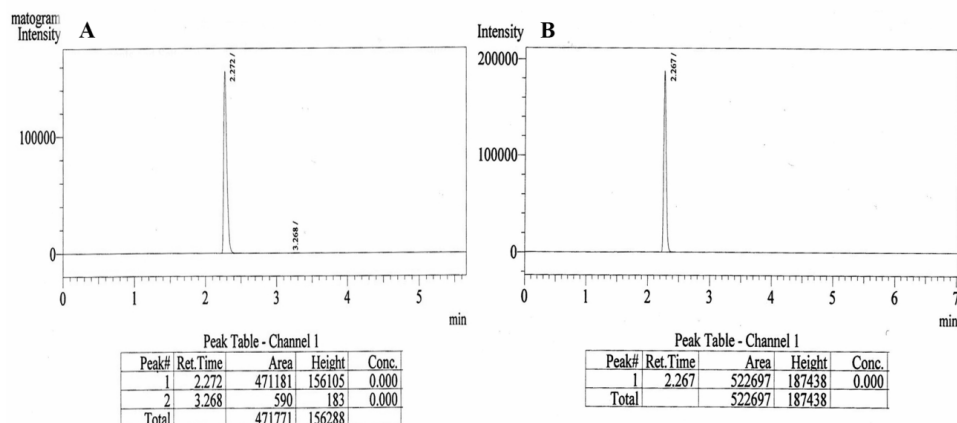 matogram
Intensity A
2.272 /
3.268 /
100000
0
0 1 2 3 4 5
min
Peak Table - Channel 1
Peak# Ret.Time Area Height Conc.
1 2.272 471181 156105 0.000
2 3.268 590 183 0.000
Total 471771 156288
Intensity B
2.267 /
200000
100000
0
0 1 2 3 4 5 6 7
min
Peak Table - Channel 1
Peak# Ret.Time Area Height Conc.
1 2.267 522697 187438 0.000
Total 522697 187438